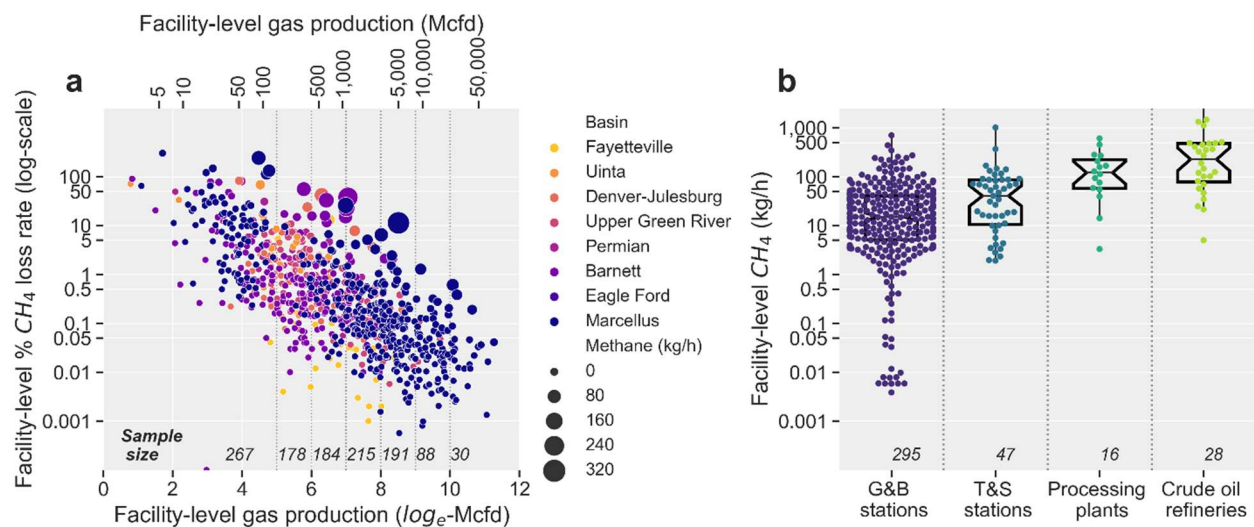 a
Facility-level gas production (Mcfd)
5 10 50 100 500 1,000 5,000 10,000 50,000
Facility-level % CH4 loss rate (log-scale)
100
50
10
5
1
0.5
0.1
0.05
0.01
0.001
Sample
size
267 178 184 215 191 88 30
0 2 4 6 8 10 12
Facility-level gas production (loge-Mcfd)
Basin
Fayetteville
Uinta
Denver-Julesburg
Upper Green River
Permian
Barnett
Eagle Ford
Marcellus
Methane (kg/h)
0
80
160
240
320
b
Facility-level CH4 (kg/h)
1,000
500
100
50
10
5
1
0.5
0.1
0.05
0.01
0.001
295 47 16 28
G&B
stations
T&S
stations
Processing
plants
Crude oil
refineries